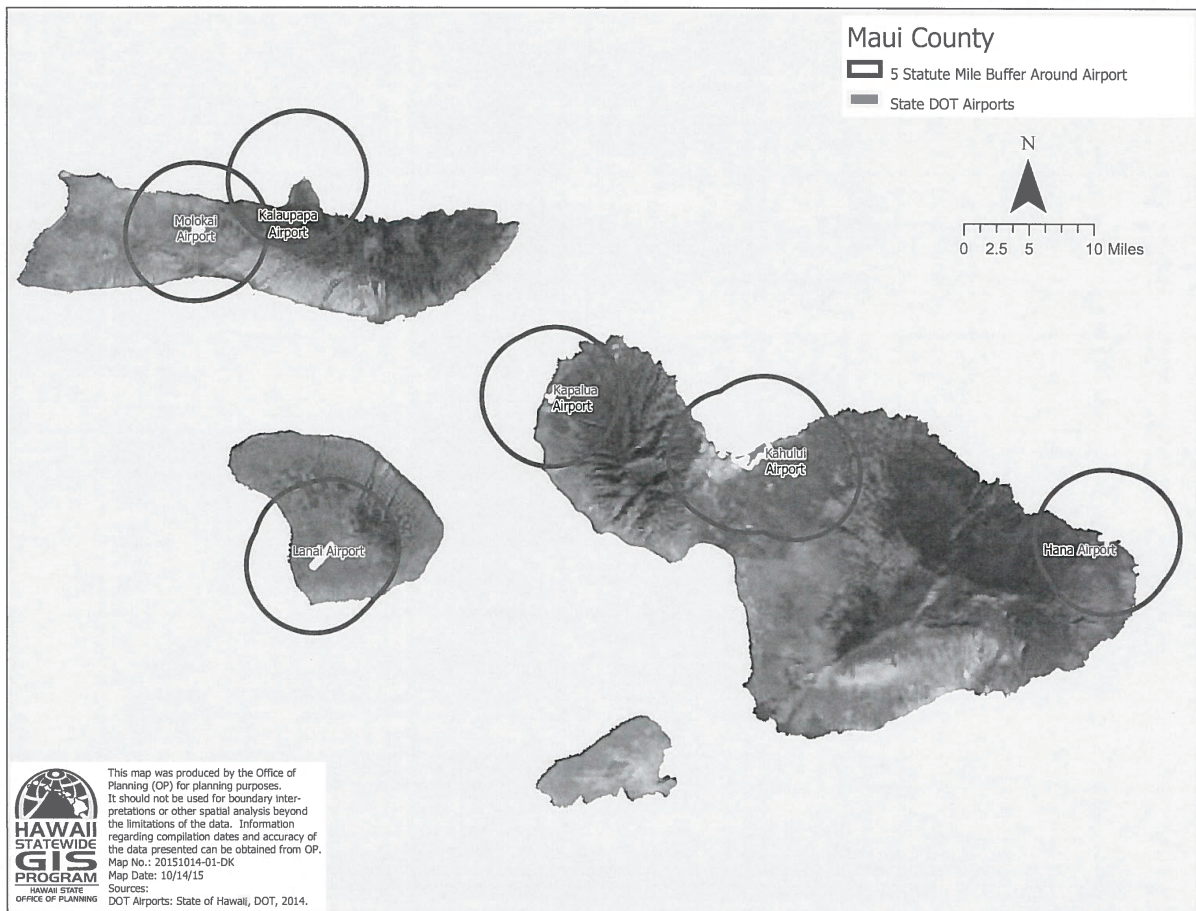 Maui County
5 Statute Mile Buffer Around Airport
State DOT Airports
N
0 2.5 5 10 Miles
Molokai
Airport
Kalaupapa
Airport
Kapalua
Airport
Kahului
Airport
Lanai Airport
Hana Airport
HAWAII
STATEWIDE
GIS
PROGRAM
HAWAII STATE
OFFICE OF PLANNING
This map was produced by the Office of
Planning (OP) for planning purposes.
It should not be used for boundary inter-
pretations or other spatial analysis beyond
the limitations of the data. Information
regarding compilation dates and accuracy of
the data presented can be obtained from OP.
Map No.: 20151014-01-DK
Map Date: 10/14/15
Sources:
DOT Airports: State of Hawaii, DOT, 2014.